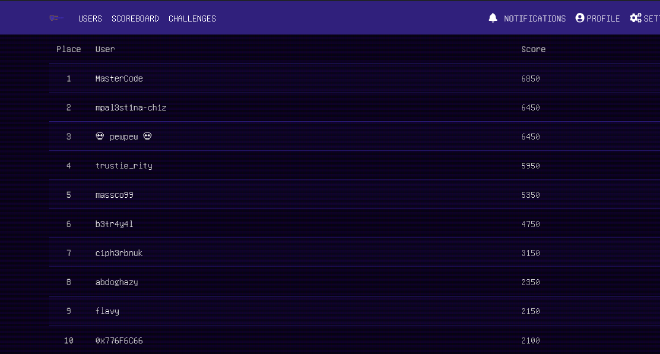 USERS SCOREBOARD CHALLENGES NOTIFICATIONS PROFILE SETT
Place User Score
1 MasterCode 6850
2 mpal3st1na-ch1z 6450
3 💀 pewpew 💀 6450
4 trustie_rity 5950
5 massco99 5350
6 b3tr4y4l 4750
7 c1ph3rbnuk 3150
8 abdoghazy 2350
9 flavy 2150
10 0x776F6C66 2100